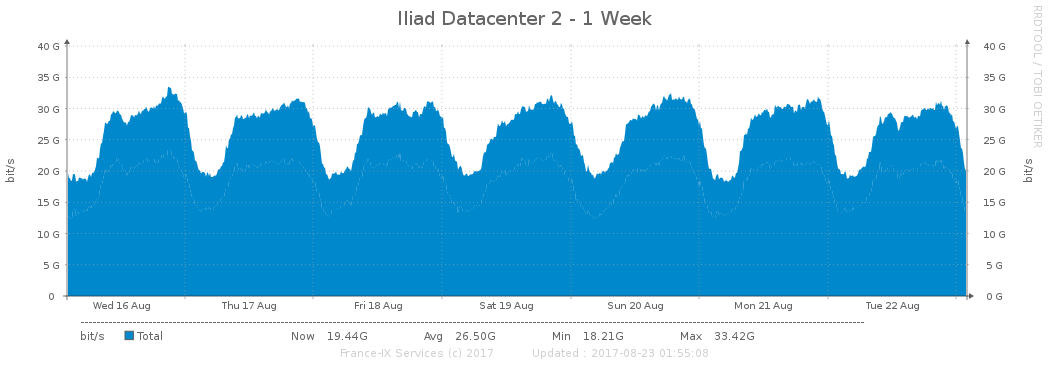 Iliad Datacenter 2 - 1 Week
RRDTOOL / TOBI OETIKER
bit/s
40 G 40 G
35 G 35 G
30 G 30 G
25 G 25 G
20 G 20 G
15 G 15 G
10 G 10 G
5 G 5 G
0 0 G
bit/s
Wed 16 Aug Thu 17 Aug Fri 18 Aug Sat 19 Aug Sun 20 Aug Mon 21 Aug Tue 22 Aug
bit/s Total Now 19.44G Avg 26.50G Min 18.21G Max 33.42G
France-IX Services (c) 2017 Updated : 2017-08-23 01:55:08